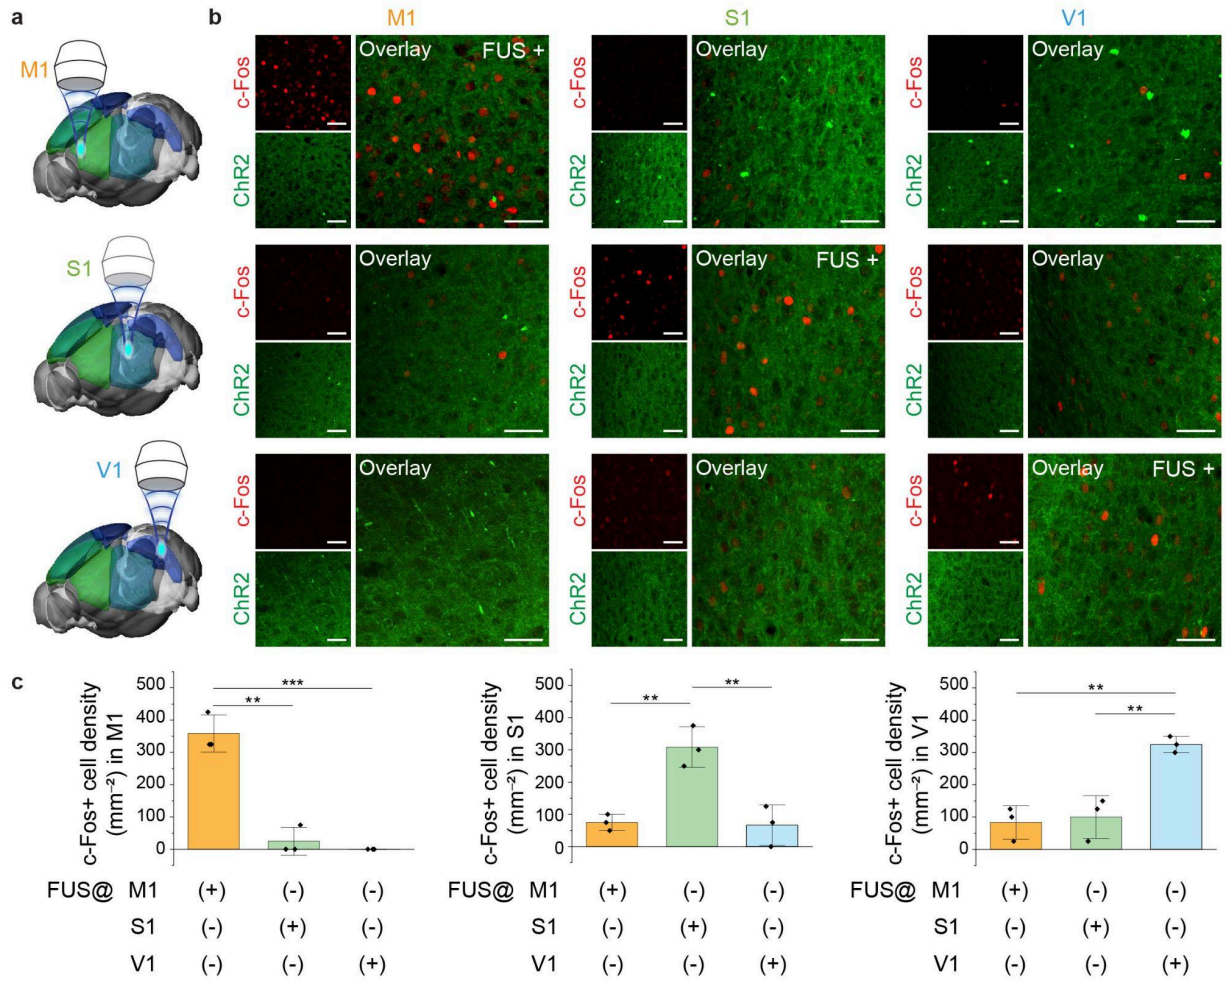 a
b
M1
S1
V1
M1
c-Fos
ChR2
Overlay
FUS +
c-Fos
ChR2
Overlay
c-Fos
ChR2
Overlay
S1
c-Fos
ChR2
Overlay
c-Fos
ChR2
Overlay
FUS +
c-Fos
ChR2
Overlay
V1
c-Fos
ChR2
Overlay
c-Fos
ChR2
Overlay
c-Fos
ChR2
Overlay
FUS +
c
c-Fos+ cell density
(mm⁻²) in M1
500
400
300
200
100
0
***
**
c-Fos+ cell density
(mm⁻²) in S1
500
400
300
200
100
0
**
**
c-Fos+ cell density
(mm⁻²) in V1
500
400
300
200
100
0
**
**
FUS@ M1 (+) (-) (-)
S1 (-) (+) (-)
V1 (-) (-) (+)
FUS@ M1 (+) (-) (-)
S1 (-) (+) (-)
V1 (-) (-) (+)
FUS@ M1 (+) (-) (-)
S1 (-) (+) (-)
V1 (-) (-) (+)